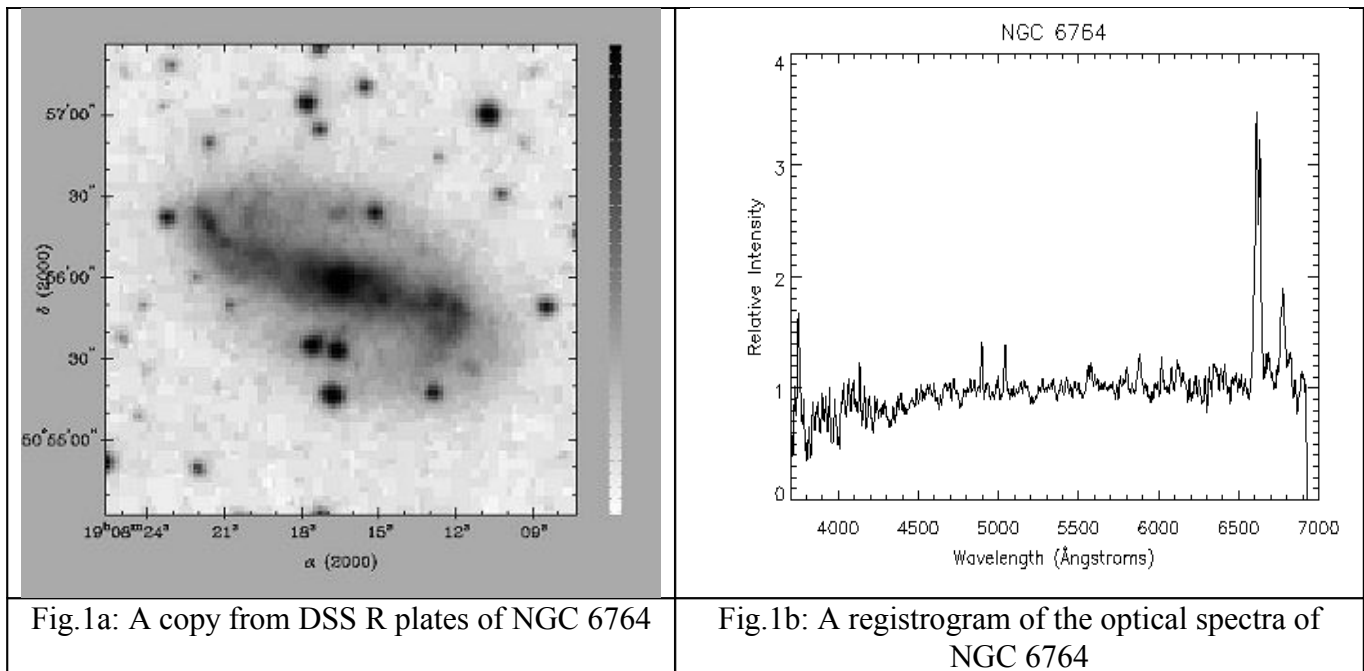 57'00"
30"
56'00"
30"
50°55'00"
δ (2000)
19ʰ08ᵐ24ˢ 21ˢ 18ˢ 15ˢ 12ˢ 09ˢ
α (2000)
NGC 6764
4
3
2
1
0
Relative Intensity
4000 4500 5000 5500 6000 6500 7000
Wavelength (Ångstroms)
Fig.1a: A copy from DSS R plates of NGC 6764
Fig.1b: A registrogram of the optical spectra of
NGC 6764